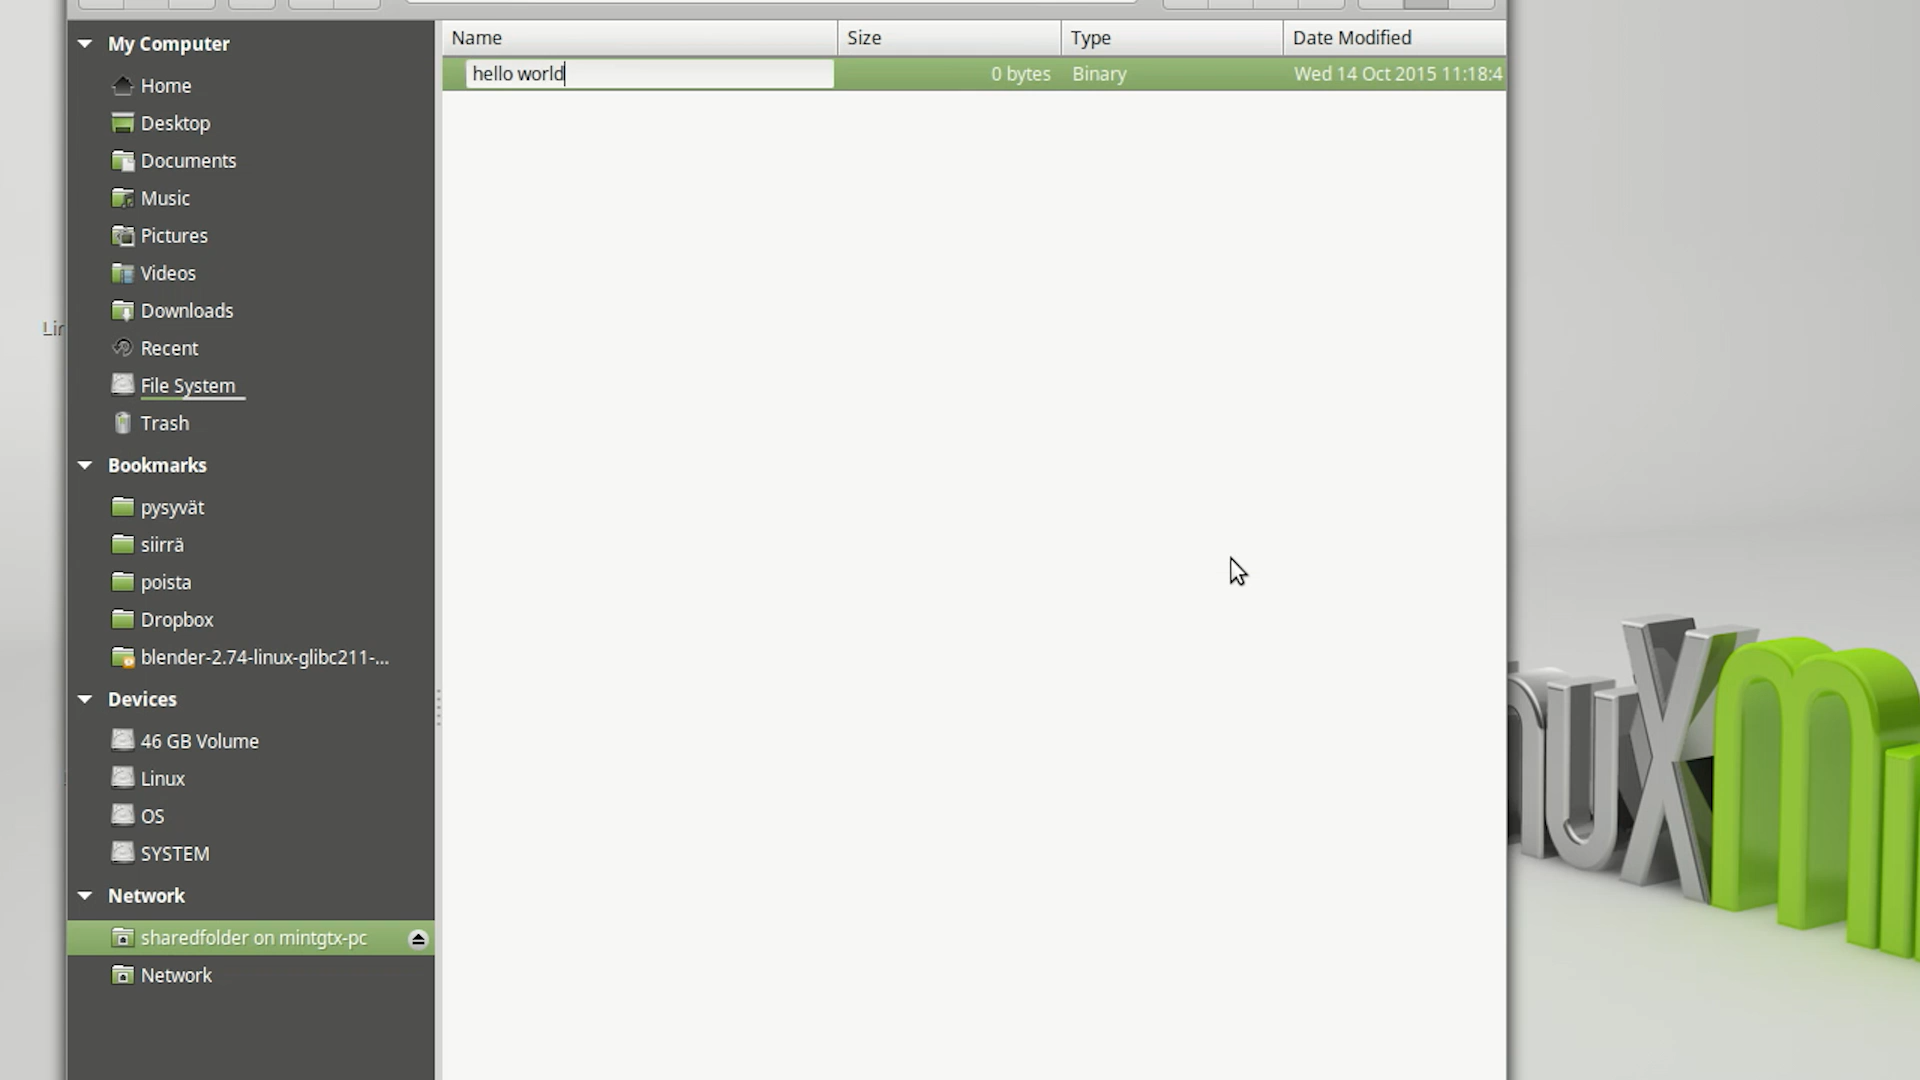 Name Size Type Date Modified
hello world 0 bytes Binary Wed 14 Oct 2015 11:18:4
My Computer
Home
Desktop
Documents
Music
Pictures
Videos
Downloads
Recent
File System
Trash
Bookmarks
pysyvät
siirrä
poista
Dropbox
blender-2.74-linux-glibc211-...
Devices
46 GB Volume
Linux
OS
SYSTEM
Network
sharedfolder on mintgtx-pc
Network
Lin
nuxmi